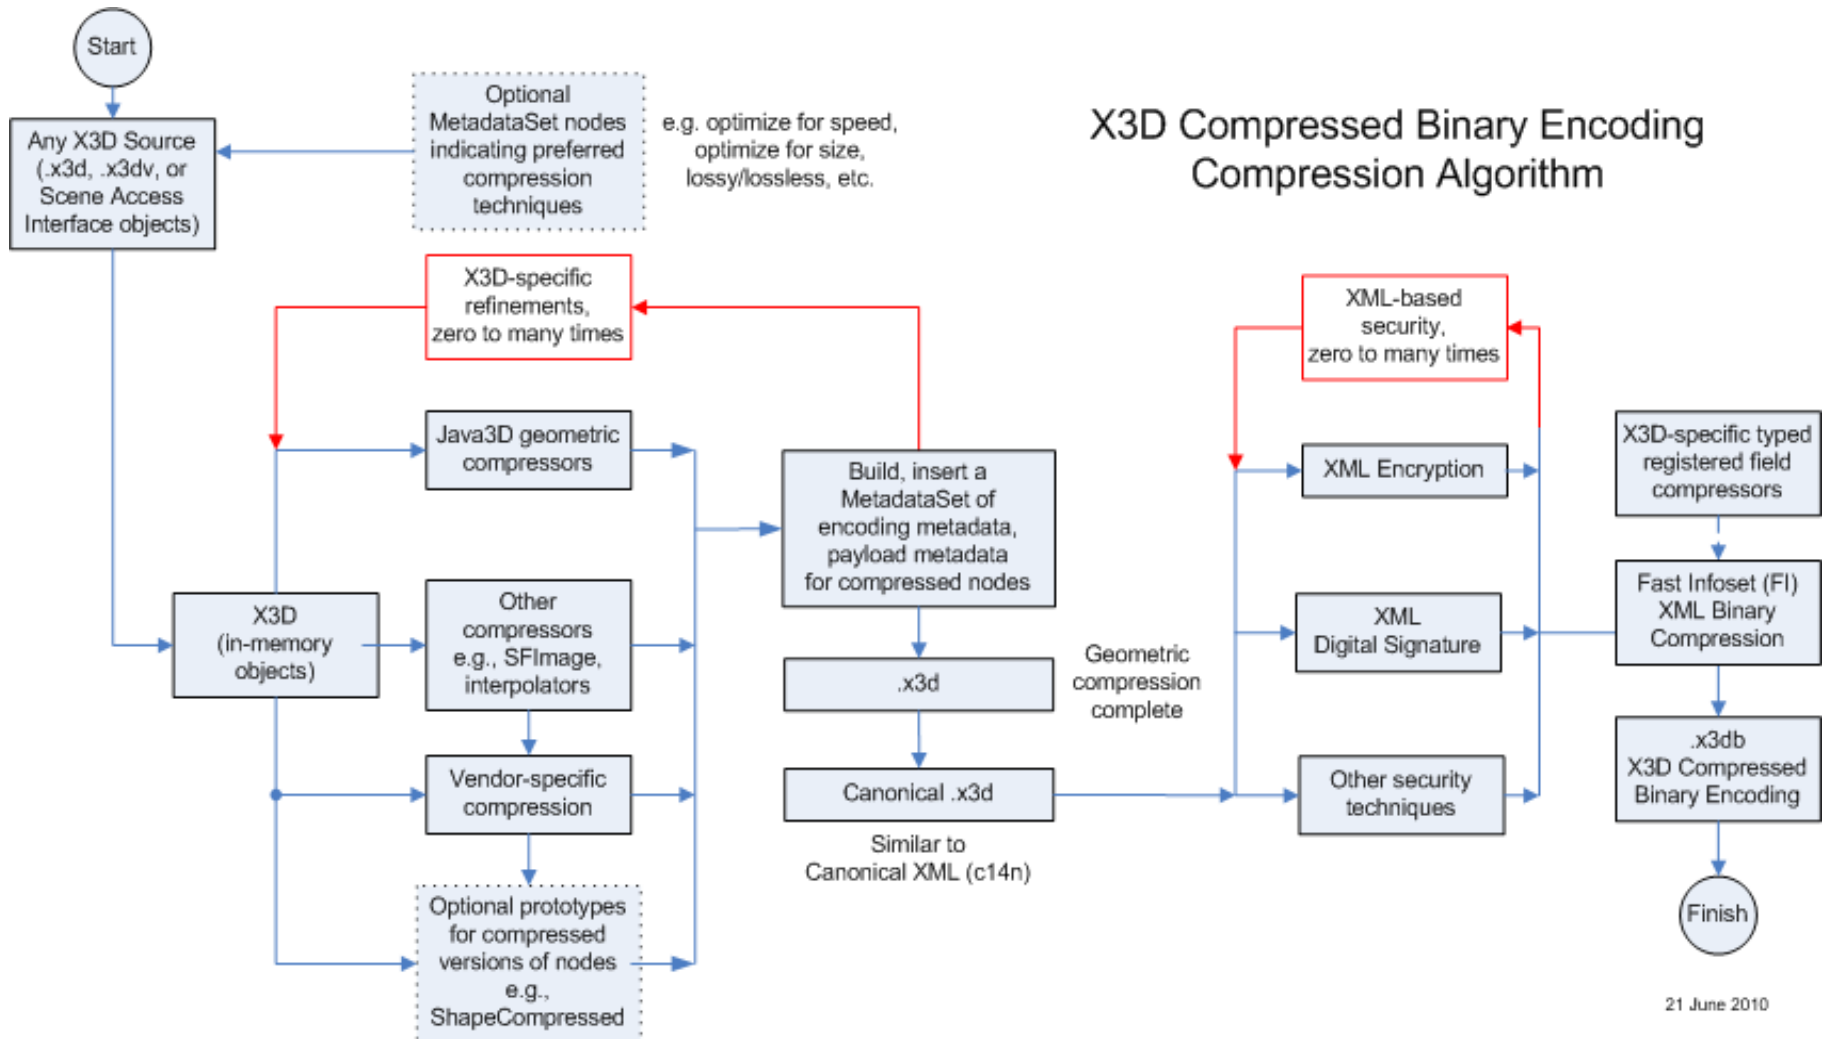 Start
Any X3D Source
(.x3d, .x3dv, or
Scene Access
Interface objects)
Optional
MetadataSet nodes
indicating preferred
compression
techniques
e.g. optimize for speed,
optimize for size,
lossy/lossless, etc.
X3D Compressed Binary Encoding
Compression Algorithm
X3D-specific
refinements,
zero to many times
Java3D geometric
compressors
X3D
(in-memory
objects)
Other
compressors
e.g., SFImage,
interpolators
Vendor-specific
compression
Optional prototypes
for compressed
versions of nodes
e.g.,
ShapeCompressed
Build, insert a
MetadataSet of
encoding metadata,
payload metadata
for compressed nodes
.x3d
Canonical .x3d
Similar to
Canonical XML (c14n)
Geometric
compression
complete
XML-based
security,
zero to many times
XML Encryption
XML
Digital Signature
Other security
techniques
X3D-specific typed
registered field
compressors
Fast Infoset (FI)
XML Binary
Compression
.x3db
X3D Compressed
Binary Encoding
Finish
21 June 2010